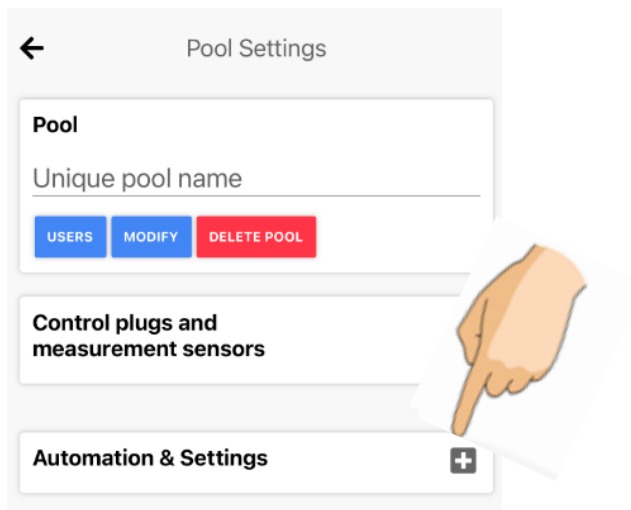 Pool Settings
Pool
Unique pool name
USERS MODIFY DELETE POOL
Control plugs and
measurement sensors
Automation & Settings